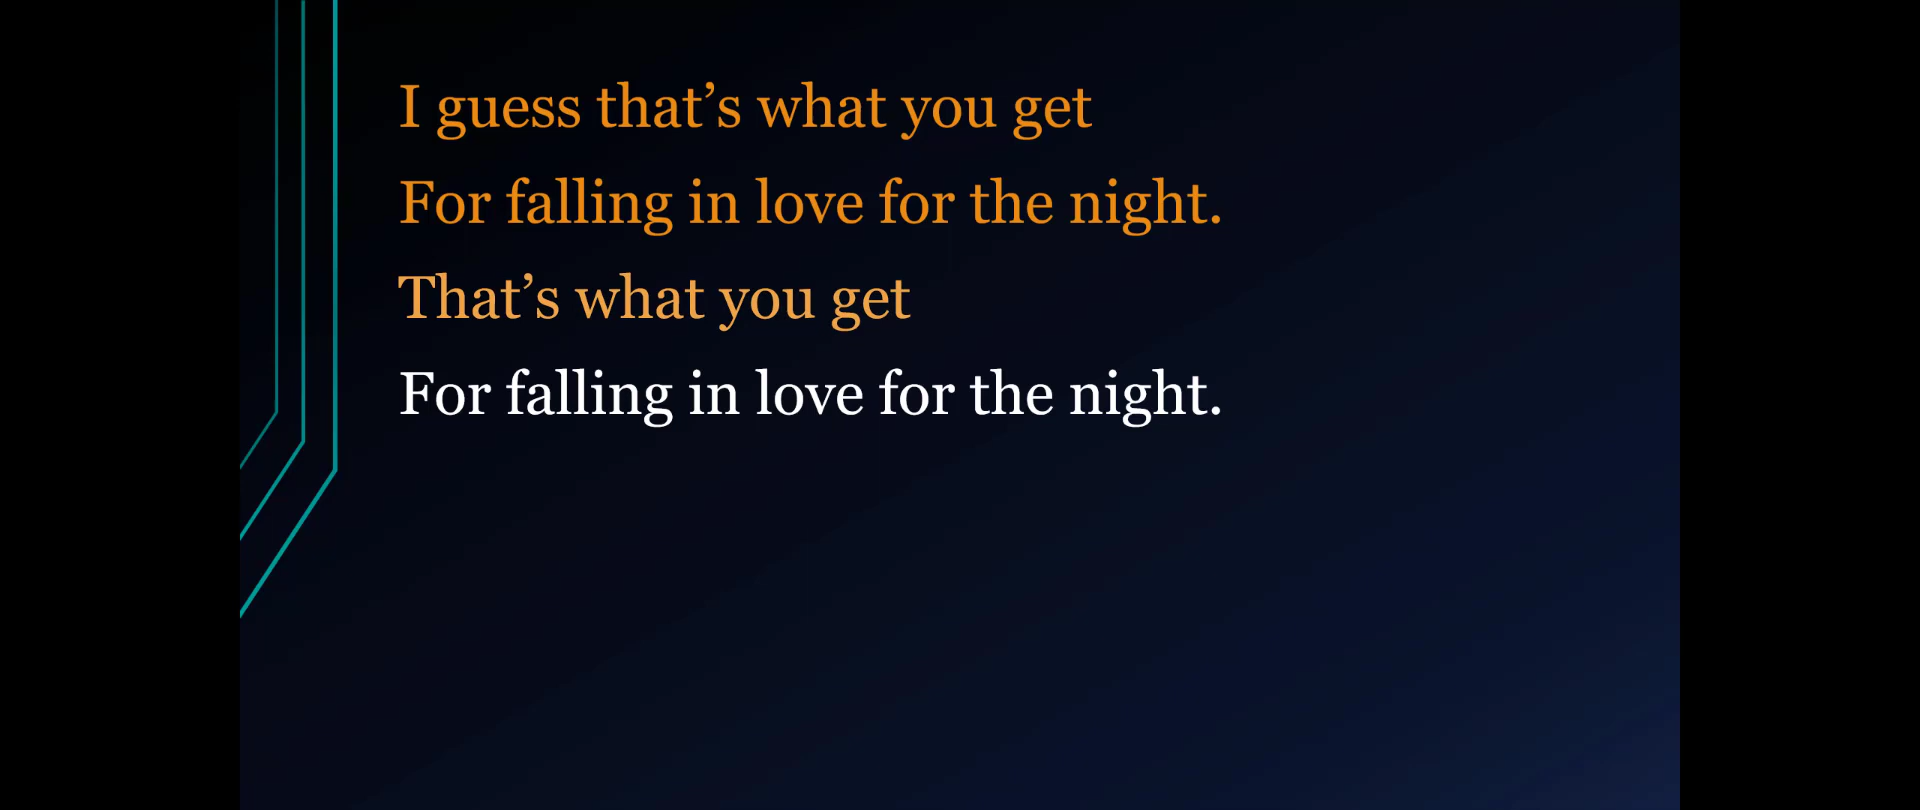 I guess that’s what you get
For falling in love for the night.
That’s what you get
For falling in love for the night.